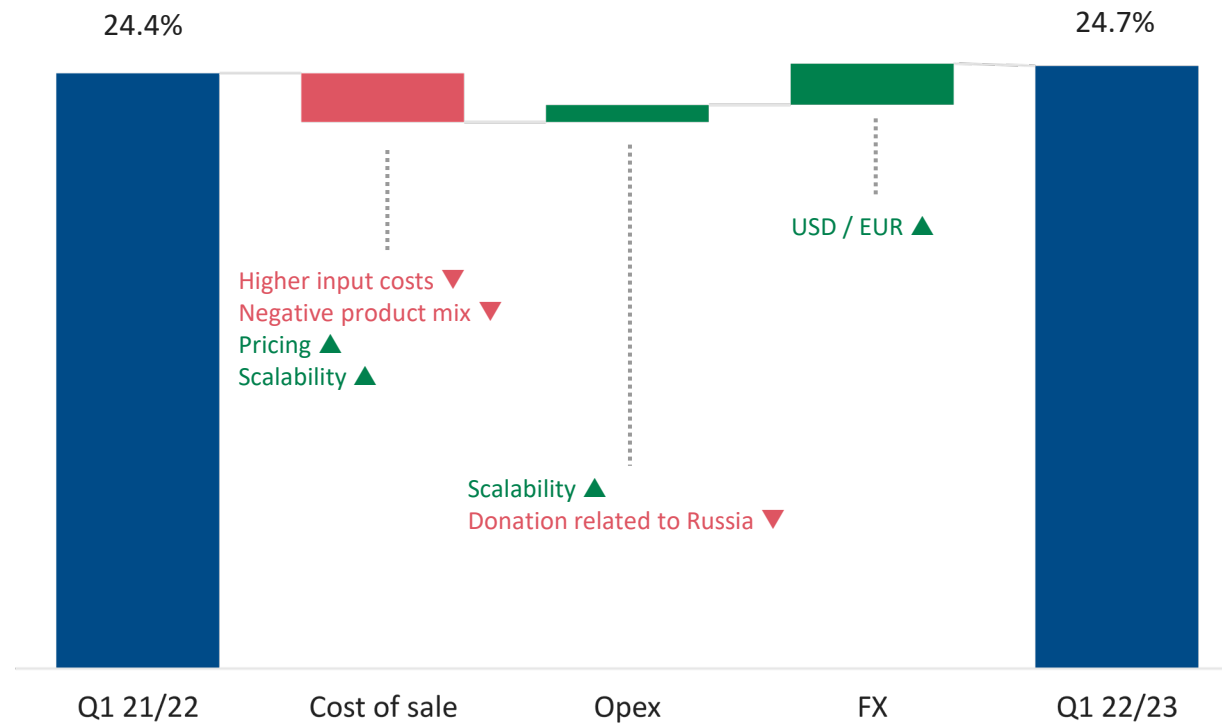 24.4%
24.7%
USD / EUR ▲
Higher input costs ▼
Negative product mix ▼
Pricing ▲
Scalability ▲
Scalability ▲
Donation related to Russia ▼
Q1 21/22
Cost of sale
Opex
FX
Q1 22/23